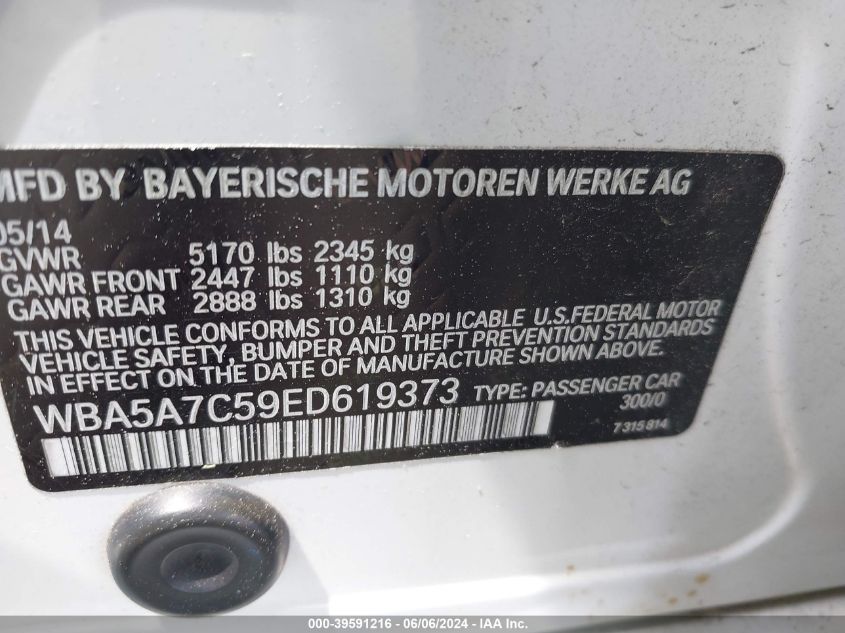 MFD BY BAYERISCHE MOTOREN WERKE AG
05/14
GVWR 5170 lbs 2345 kg
GAWR FRONT 2447 lbs 1110 kg
GAWR REAR 2888 lbs 1310 kg
THIS VEHICLE CONFORMS TO ALL APPLICABLE U.S.FEDERAL MOTOR
VEHICLE SAFETY, BUMPER AND THEFT PREVENTION STANDARDS
IN EFFECT ON THE DATE OF MANUFACTURE SHOWN ABOVE.
WBA5A7C59ED619373 TYPE: PASSENGER CAR
300/0
7 315 814
000-39591216 - 06/06/2024 - IAA Inc.